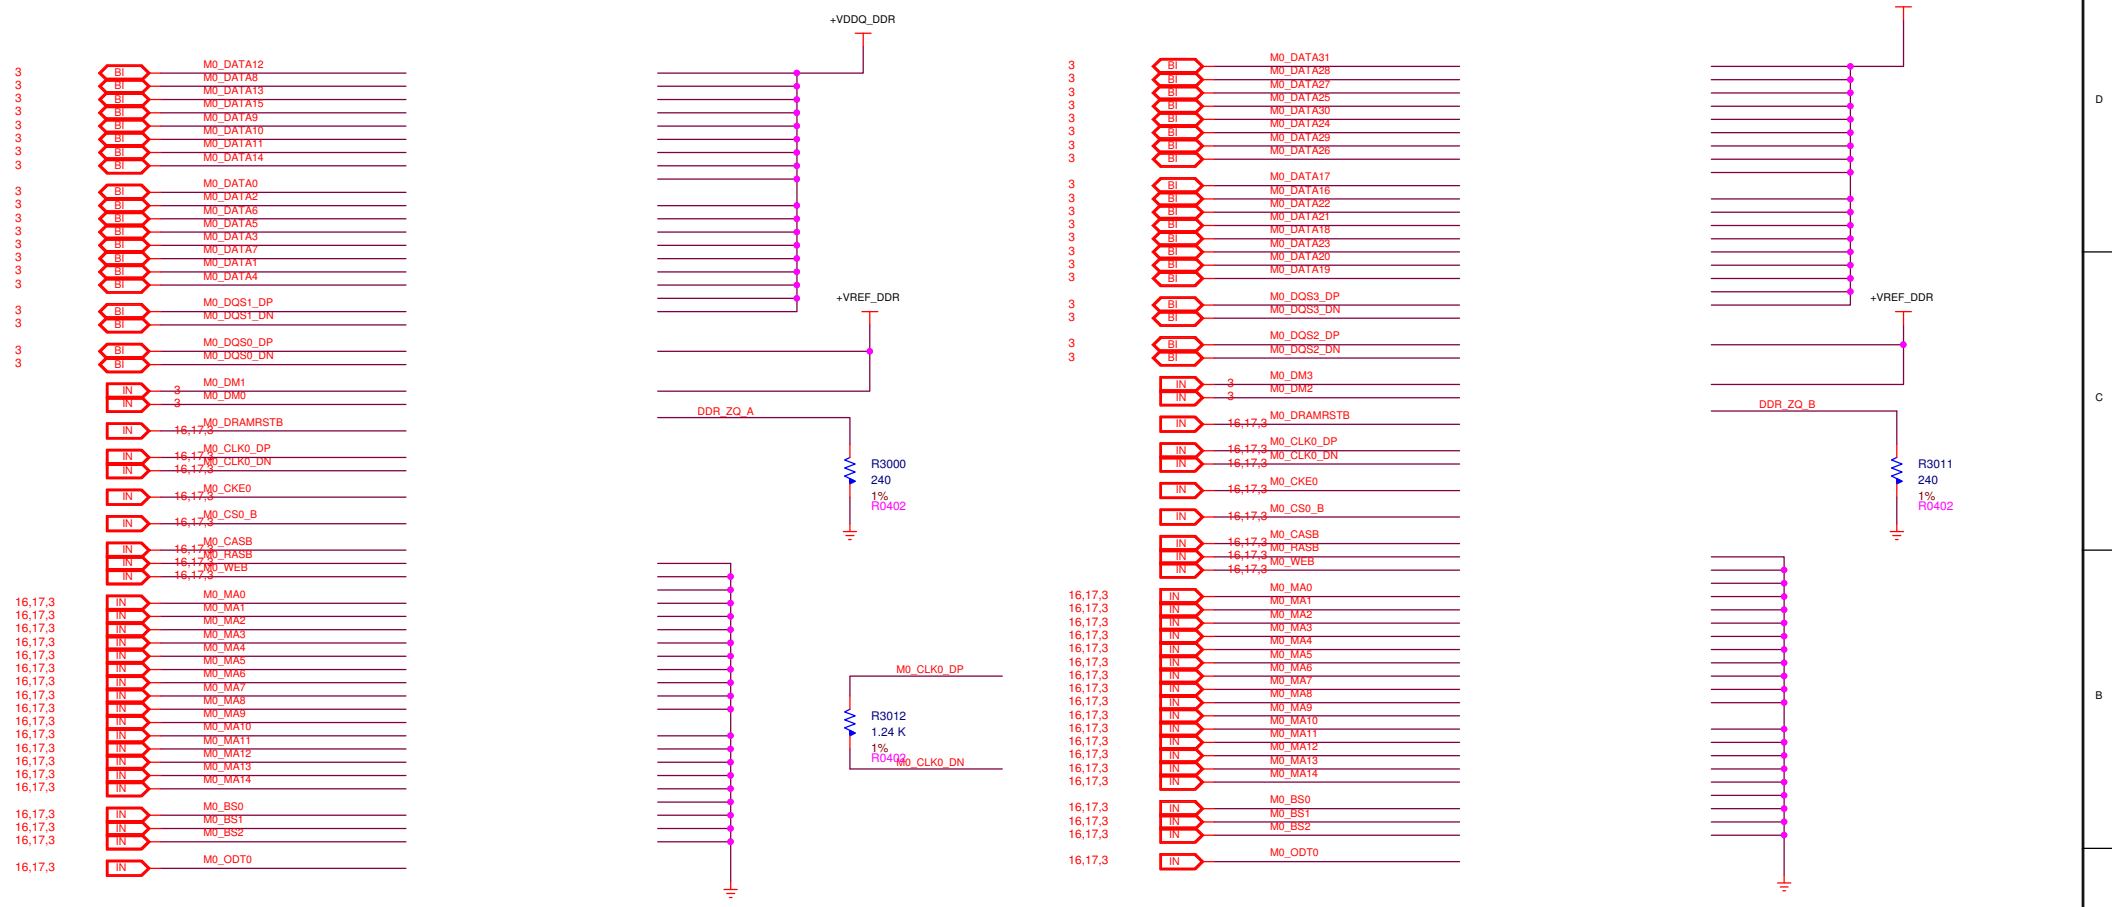 +VDDQ_DDR
3 BI M0_DATA12
3 BI M0_DATA8
3 BI M0_DATA13
3 BI M0_DATA15
3 BI M0_DATA9
3 BI M0_DATA10
3 BI M0_DATA11
3 BI M0_DATA14
3 BI M0_DATA0
3 BI M0_DATA2
3 BI M0_DATA6
3 BI M0_DATA5
3 BI M0_DATA3
3 BI M0_DATA7
3 BI M0_DATA1
3 BI M0_DATA4
3 BI M0_DQS1_DP
3 BI M0_DQS1_DN
3 BI M0_DQS0_DP
3 BI M0_DQS0_DN
IN 3 M0_DM1
IN 3 M0_DM0
IN 16,17,3 M0_DRAMRSTB
IN 16,17,3 M0_CLK0_DP
IN 16,17,3 M0_CLK0_DN
IN 16,17,3 M0_CKE0
IN 16,17,3 M0_CS0_B
IN 16,17,3 M0_CASB
IN 16,17,3 M0_RASB
IN 16,17,3 M0_WEB
16,17,3 IN M0_MA0
16,17,3 IN M0_MA1
16,17,3 IN M0_MA2
16,17,3 IN M0_MA3
16,17,3 IN M0_MA4
16,17,3 IN M0_MA5
16,17,3 IN M0_MA6
16,17,3 IN M0_MA7
16,17,3 IN M0_MA8
16,17,3 IN M0_MA9
16,17,3 IN M0_MA10
16,17,3 IN M0_MA11
16,17,3 IN M0_MA12
16,17,3 IN M0_MA13
16,17,3 IN M0_MA14
16,17,3 IN M0_BS0
16,17,3 IN M0_BS1
16,17,3 IN M0_BS2
16,17,3 IN M0_ODT0
+VREF_DDR
DDR_ZQ_A
R3000
240
1%
R0402
M0_CLK0_DP
R3012
1.24 K
1%
R0402
M0_CLK0_DN
3 BI M0_DATA31
3 BI M0_DATA28
3 BI M0_DATA27
3 BI M0_DATA25
3 BI M0_DATA30
3 BI M0_DATA24
3 BI M0_DATA29
3 BI M0_DATA26
3 BI M0_DATA17
3 BI M0_DATA16
3 BI M0_DATA22
3 BI M0_DATA21
3 BI M0_DATA18
3 BI M0_DATA23
3 BI M0_DATA20
3 BI M0_DATA19
3 BI M0_DQS3_DP
3 BI M0_DQS3_DN
3 BI M0_DQS2_DP
3 BI M0_DQS2_DN
IN 3 M0_DM3
IN 3 M0_DM2
IN 16,17,3 M0_DRAMRSTB
IN 16,17,3 M0_CLK0_DP
IN 16,17,3 M0_CLK0_DN
IN 16,17,3 M0_CKE0
IN 16,17,3 M0_CS0_B
IN 16,17,3 M0_CASB
IN 16,17,3 M0_RASB
IN 16,17,3 M0_WEB
16,17,3 IN M0_MA0
16,17,3 IN M0_MA1
16,17,3 IN M0_MA2
16,17,3 IN M0_MA3
16,17,3 IN M0_MA4
16,17,3 IN M0_MA5
16,17,3 IN M0_MA6
16,17,3 IN M0_MA7
16,17,3 IN M0_MA8
16,17,3 IN M0_MA9
16,17,3 IN M0_MA10
16,17,3 IN M0_MA11
16,17,3 IN M0_MA12
16,17,3 IN M0_MA13
16,17,3 IN M0_MA14
16,17,3 IN M0_BS0
16,17,3 IN M0_BS1
16,17,3 IN M0_BS2
16,17,3 IN M0_ODT0
+VREF_DDR
DDR_ZQ_B
R3011
240
1%
R0402
D
C
B